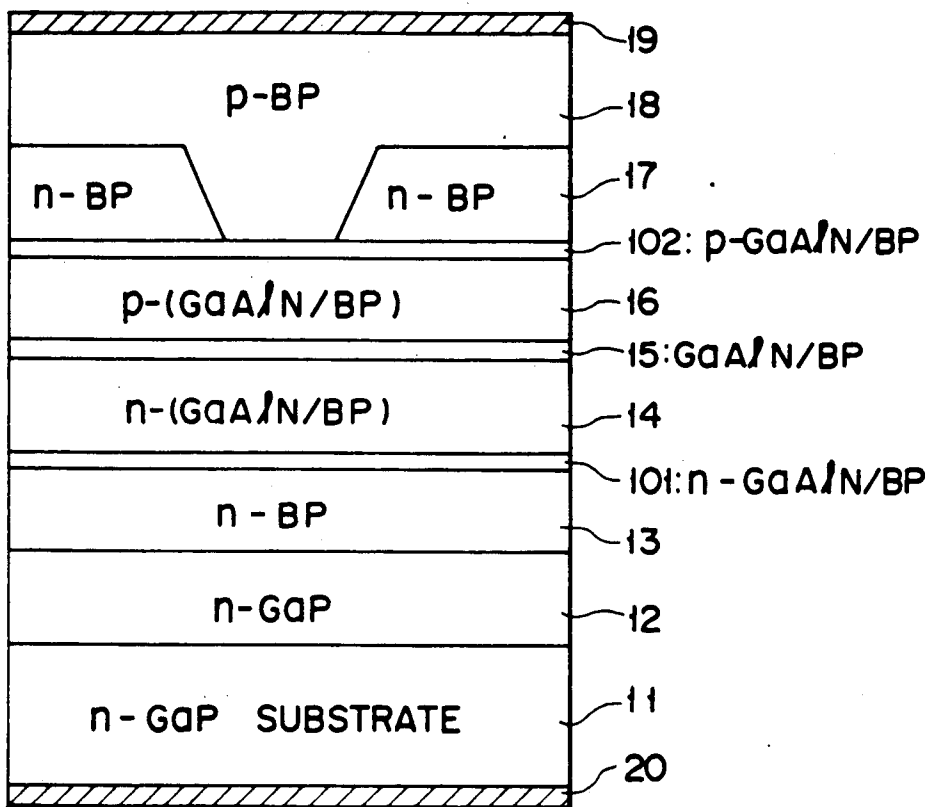 19
p-BP
18
n-BP n-BP 17
102: p-GaAlN/BP
p-(GaAlN/BP) 16
15:GaAlN/BP
n-(GaAlN/BP) 14
101:n-GaAlN/BP
n-BP
13
n-GaP 12
n-GaP SUBSTRATE 11
20